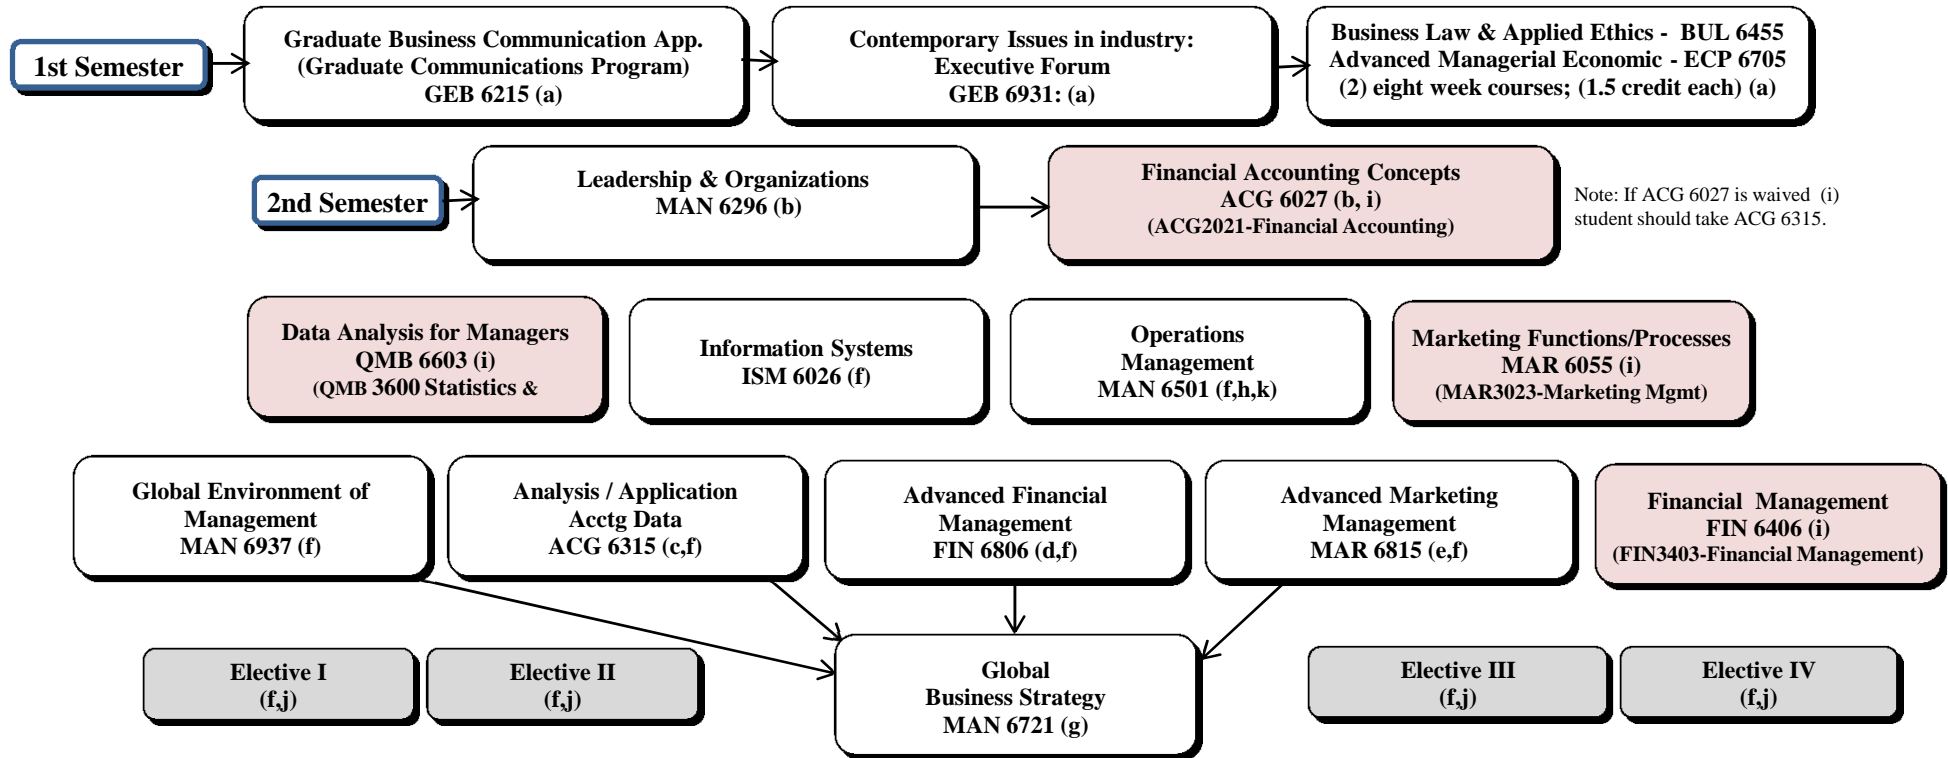 1st Semester
Graduate Business Communication App.
(Graduate Communications Program)
GEB 6215 (a)
Contemporary Issues in industry:
Executive Forum
GEB 6931: (a)
Business Law & Applied Ethics - BUL 6455
Advanced Managerial Economic - ECP 6705
(2) eight week courses; (1.5 credit each) (a)
2nd Semester
Leadership & Organizations
MAN 6296 (b)
Financial Accounting Concepts
ACG 6027 (b, i)
(ACG2021-Financial Accounting)
Note: If ACG 6027 is waived (i)
student should take ACG 6315.
Data Analysis for Managers
QMB 6603 (i)
(QMB 3600 Statistics &
Information Systems
ISM 6026 (f)
Operations
Management
MAN 6501 (f,h,k)
Marketing Functions/Processes
MAR 6055 (i)
(MAR3023-Marketing Mgmt)
Global Environment of
Management
MAN 6937 (f)
Analysis / Application
Acctg Data
ACG 6315 (c,f)
Advanced Financial
Management
FIN 6806 (d,f)
Advanced Marketing
Management
MAR 6815 (e,f)
Financial Management
FIN 6406 (i)
(FIN3403-Financial Management)
Elective I
(f,j)
Elective II
(f,j)
Global
Business Strategy
MAN 6721 (g)
Elective III
(f,j)
Elective IV
(f,j)